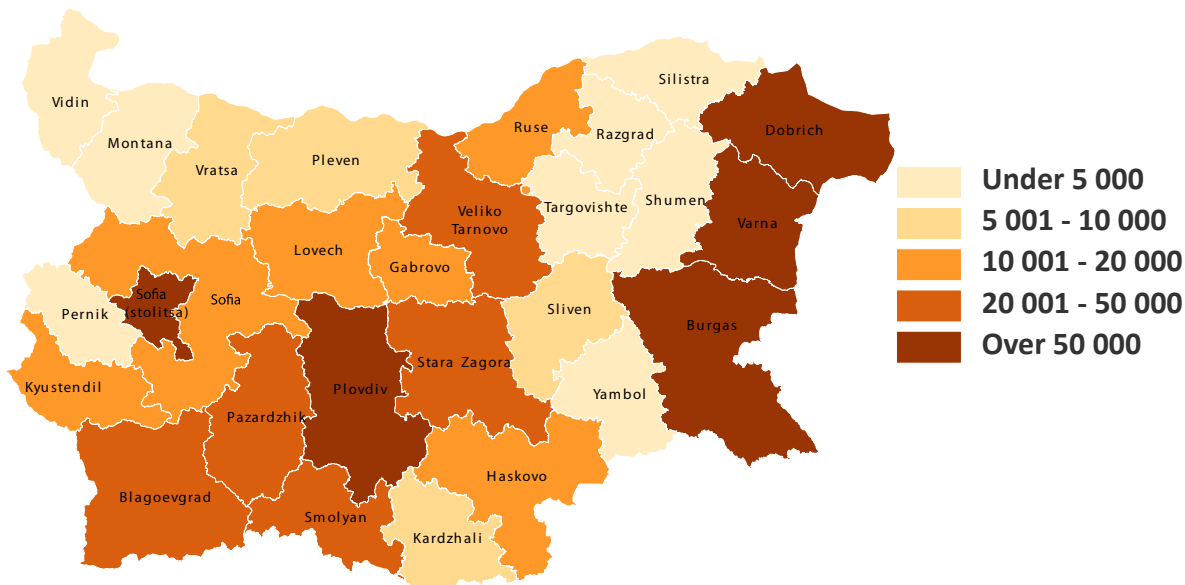 Vidin
Montana
Vratsa
Pleven
Ruse
Silistra
Razgrad
Dobrich
Targovishte
Shumen
Varna
Veliko
Tarnovo
Lovech
Gabrovo
Sofia
(stolitsa)
Sofia
Pernik
Kyustendil
Sliven
Burgas
Stara Zagora
Plovdiv
Pazardzhik
Yambol
Haskovo
Blagoevgrad
Smolyan
Kardzhali
Under 5 000
5 001 - 10 000
10 001 - 20 000
20 001 - 50 000
Over 50 000